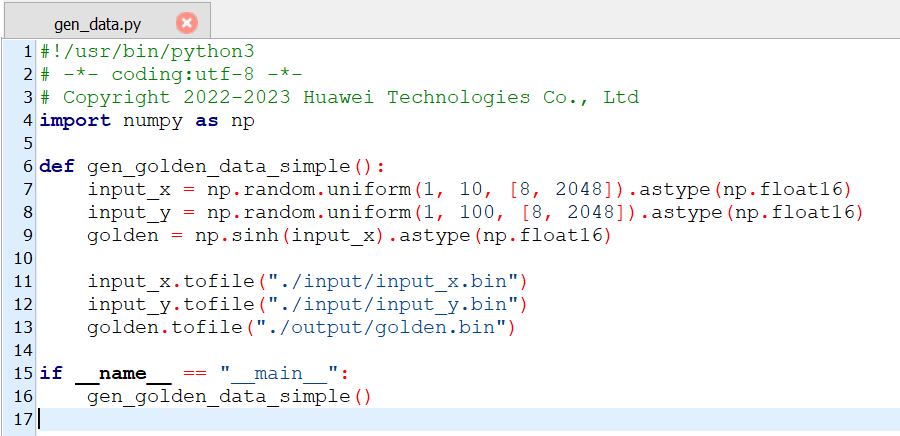 gen_data.py
1 #!/usr/bin/python3
2 # -*- coding:utf-8 -*-
3 # Copyright 2022-2023 Huawei Technologies Co., Ltd
4 import numpy as np
5
6 def gen_golden_data_simple():
7     input_x = np.random.uniform(1, 10, [8, 2048]).astype(np.float16)
8     input_y = np.random.uniform(1, 100, [8, 2048]).astype(np.float16)
9     golden = np.sinh(input_x).astype(np.float16)
10
11     input_x.tofile("./input/input_x.bin")
12     input_y.tofile("./input/input_y.bin")
13     golden.tofile("./output/golden.bin")
14
15 if __name__ == "__main__":
16     gen_golden_data_simple()
17